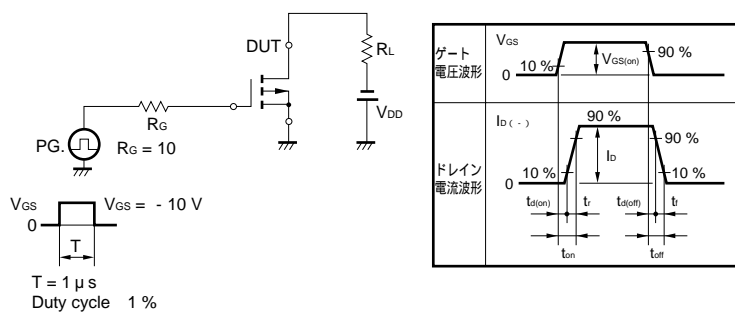 DUT
RL
VDD
RG
PG.
RG = 10
VGS
0
VGS = - 10 V
T
T = 1 μ s
Duty cycle 1 %
ゲート
電圧波形
VGS
10 %
0
VGS(on)
90 %
ドレイン
電流波形
ID ( - )
90 %
90 %
ID
10 %
10 %
0
td(on)
tr
td(off)
tf
ton
toff